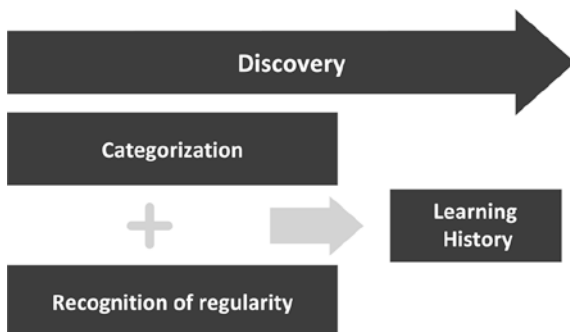 Discovery
Categorization
Learning
History
Recognition of regularity